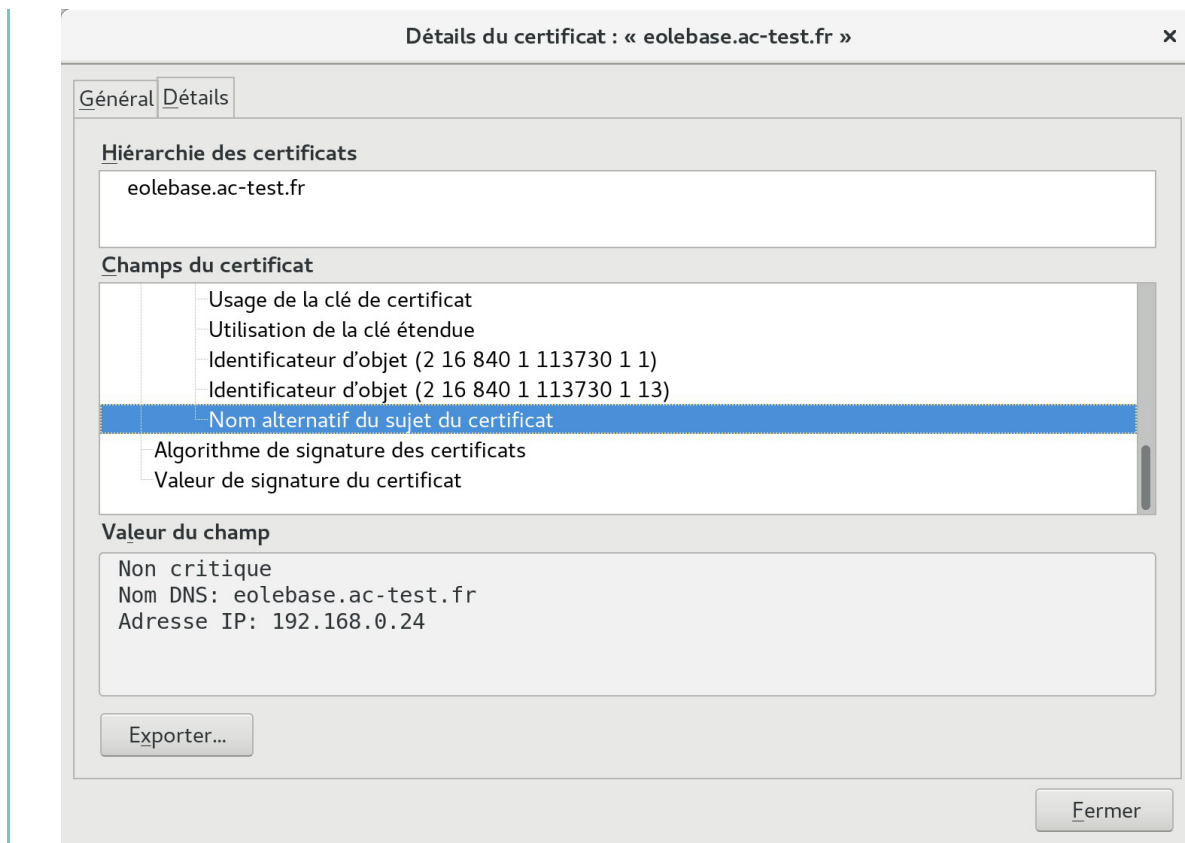 Détails du certificat : « eolebase.ac-test.fr »
×
Général
Détails
Hiérarchie des certificats
eolebase.ac-test.fr
Champs du certificat
Usage de la clé de certificat
Utilisation de la clé étendue
Identificateur d’objet (2 16 840 1 113730 1 1)
Identificateur d’objet (2 16 840 1 113730 1 13)
Nom alternatif du sujet du certificat
Algorithme de signature des certificats
Valeur de signature du certificat
Valeur du champ
Non critique
Nom DNS: eolebase.ac-test.fr
Adresse IP: 192.168.0.24
Exporter…
Fermer